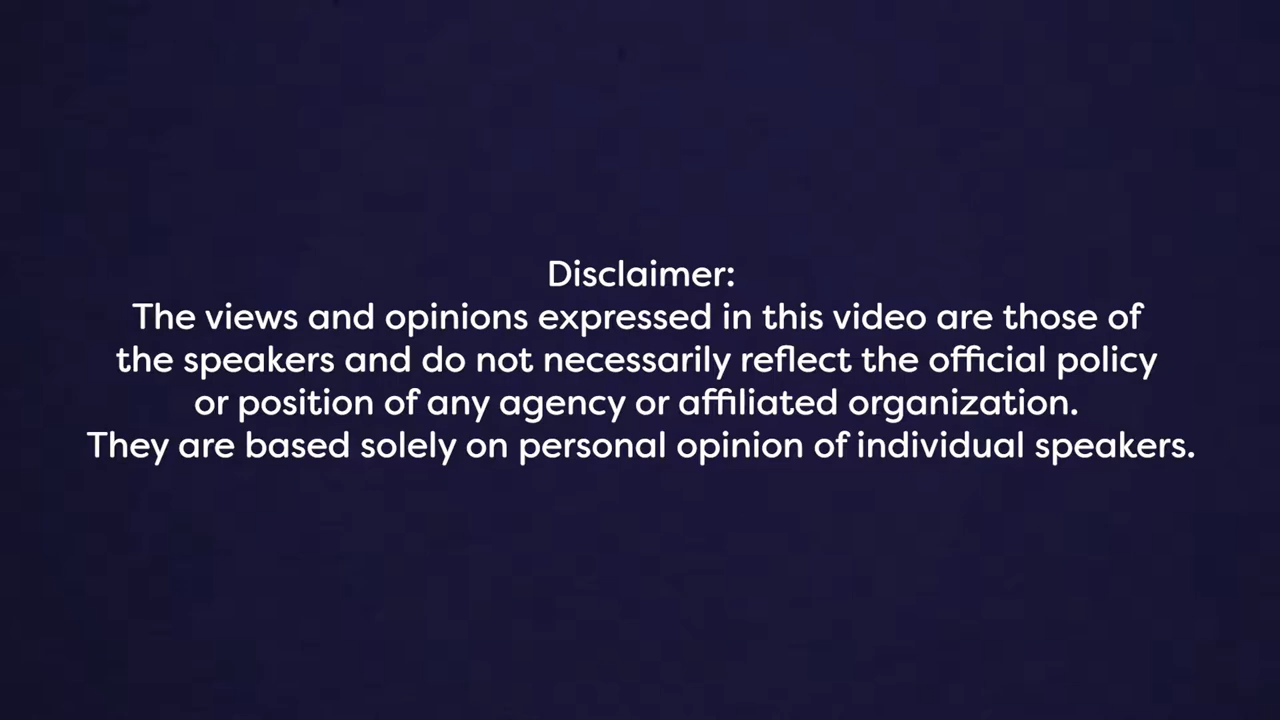 Disclaimer:
The views and opinions expressed in this video are those of
the speakers and do not necessarily reflect the official policy
or position of any agency or affiliated organization.
They are based solely on personal opinion of individual speakers.